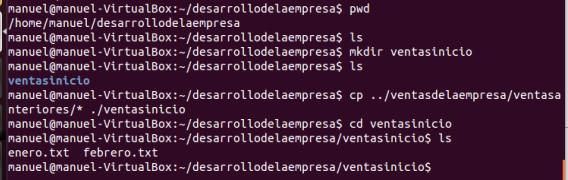 manuel@manuel-VirtualBox:~/desarrollodelaempresa$ pwd
/home/manuel/desarrollodelaempresa
manuel@manuel-VirtualBox:~/desarrollodelaempresa$ ls
manuel@manuel-VirtualBox:~/desarrollodelaempresa$ mkdir ventasinicio
manuel@manuel-VirtualBox:~/desarrollodelaempresa$ ls
ventasinicio
manuel@manuel-VirtualBox:~/desarrollodelaempresa$ cp ../ventasdelaempresa/ventasa
nteriores/* ./ventasinicio
manuel@manuel-VirtualBox:~/desarrollodelaempresa$ cd ventasinicio
manuel@manuel-VirtualBox:~/desarrollodelaempresa/ventasinicio$ ls
enero.txt  febrero.txt
manuel@manuel-VirtualBox:~/desarrollodelaempresa/ventasinicio$